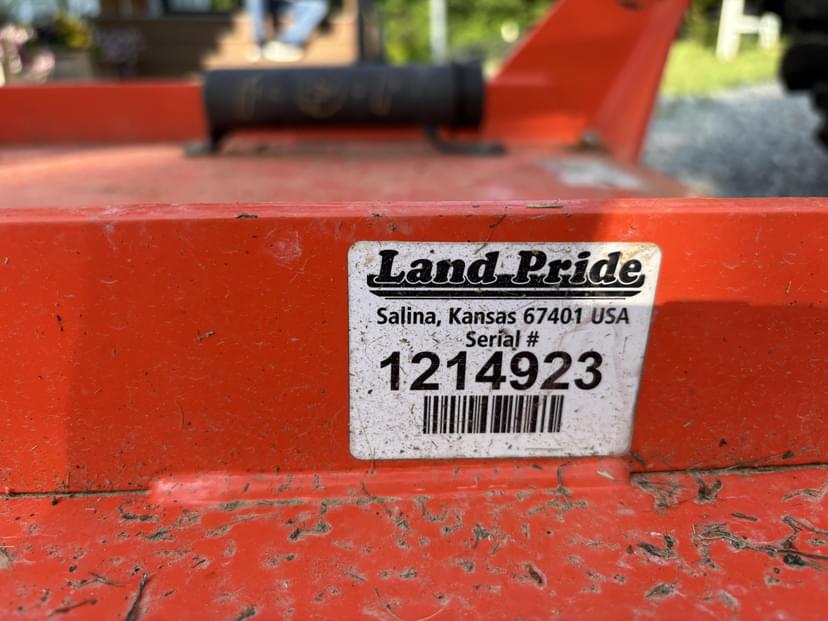 Land Pride
Salina, Kansas 67401 USA
Serial #
1214923